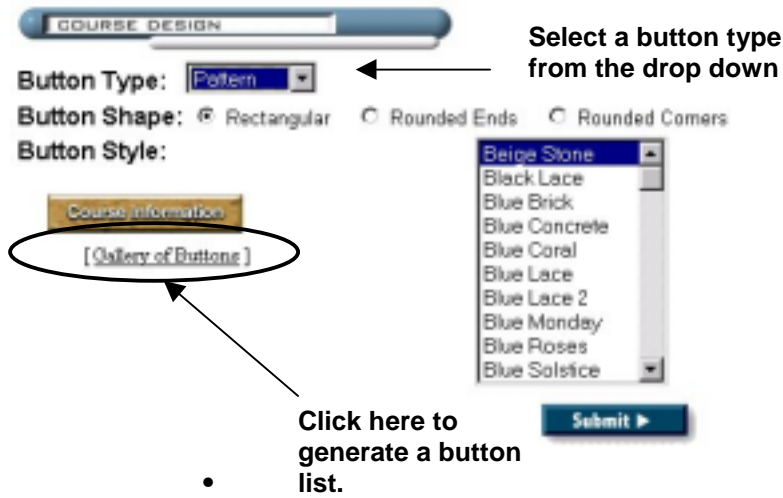 COURSE DESIGN
Select a button type
from the drop down
Button Type: Pattern
Button Shape: Rectangular Rounded Ends Rounded Corners
Button Style:
Beige Stone
Black Lace
Blue Brick
Blue Concrete
Blue Coral
Blue Lace
Blue Lace 2
Blue Monday
Blue Roses
Blue Solstice
Course Information
[ Gallery of Buttons ]
Submit
Click here to
generate a button
• list.